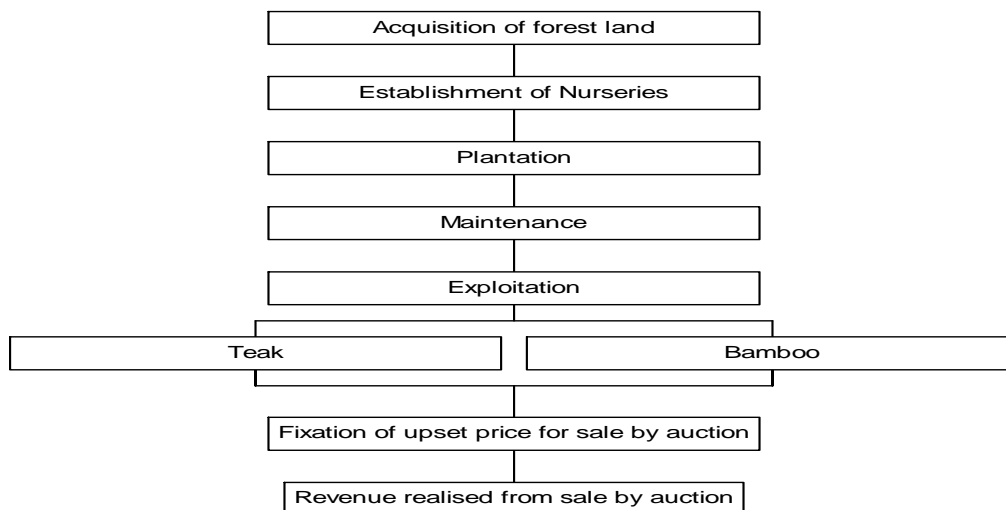 Acquisition of forest land
Establishment of Nurseries
Plantation
Maintenance
Exploitation
Teak
Bamboo
Fixation of upset price for sale by auction
Revenue realised from sale by auction